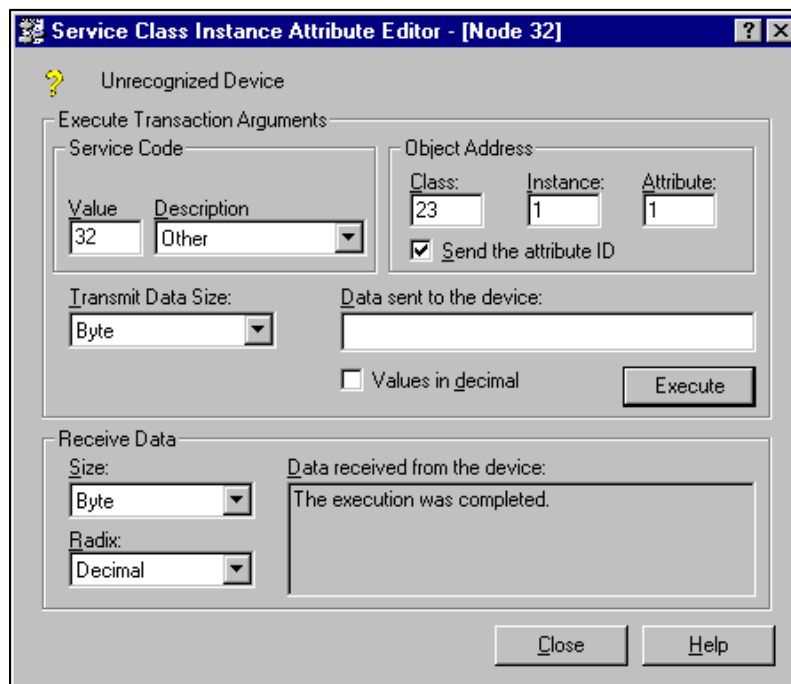 Service Class Instance Attribute Editor - [Node 32]
Unrecognized Device
Execute Transaction Arguments
Service Code
Value
Description
32
Other
Object Address
Class:
Instance:
Attribute:
23
1
1
Send the attribute ID
Transmit Data Size:
Byte
Data sent to the device:
Values in decimal
Execute
Receive Data
Size:
Byte
Radix:
Decimal
Data received from the device:
The execution was completed.
Close
Help